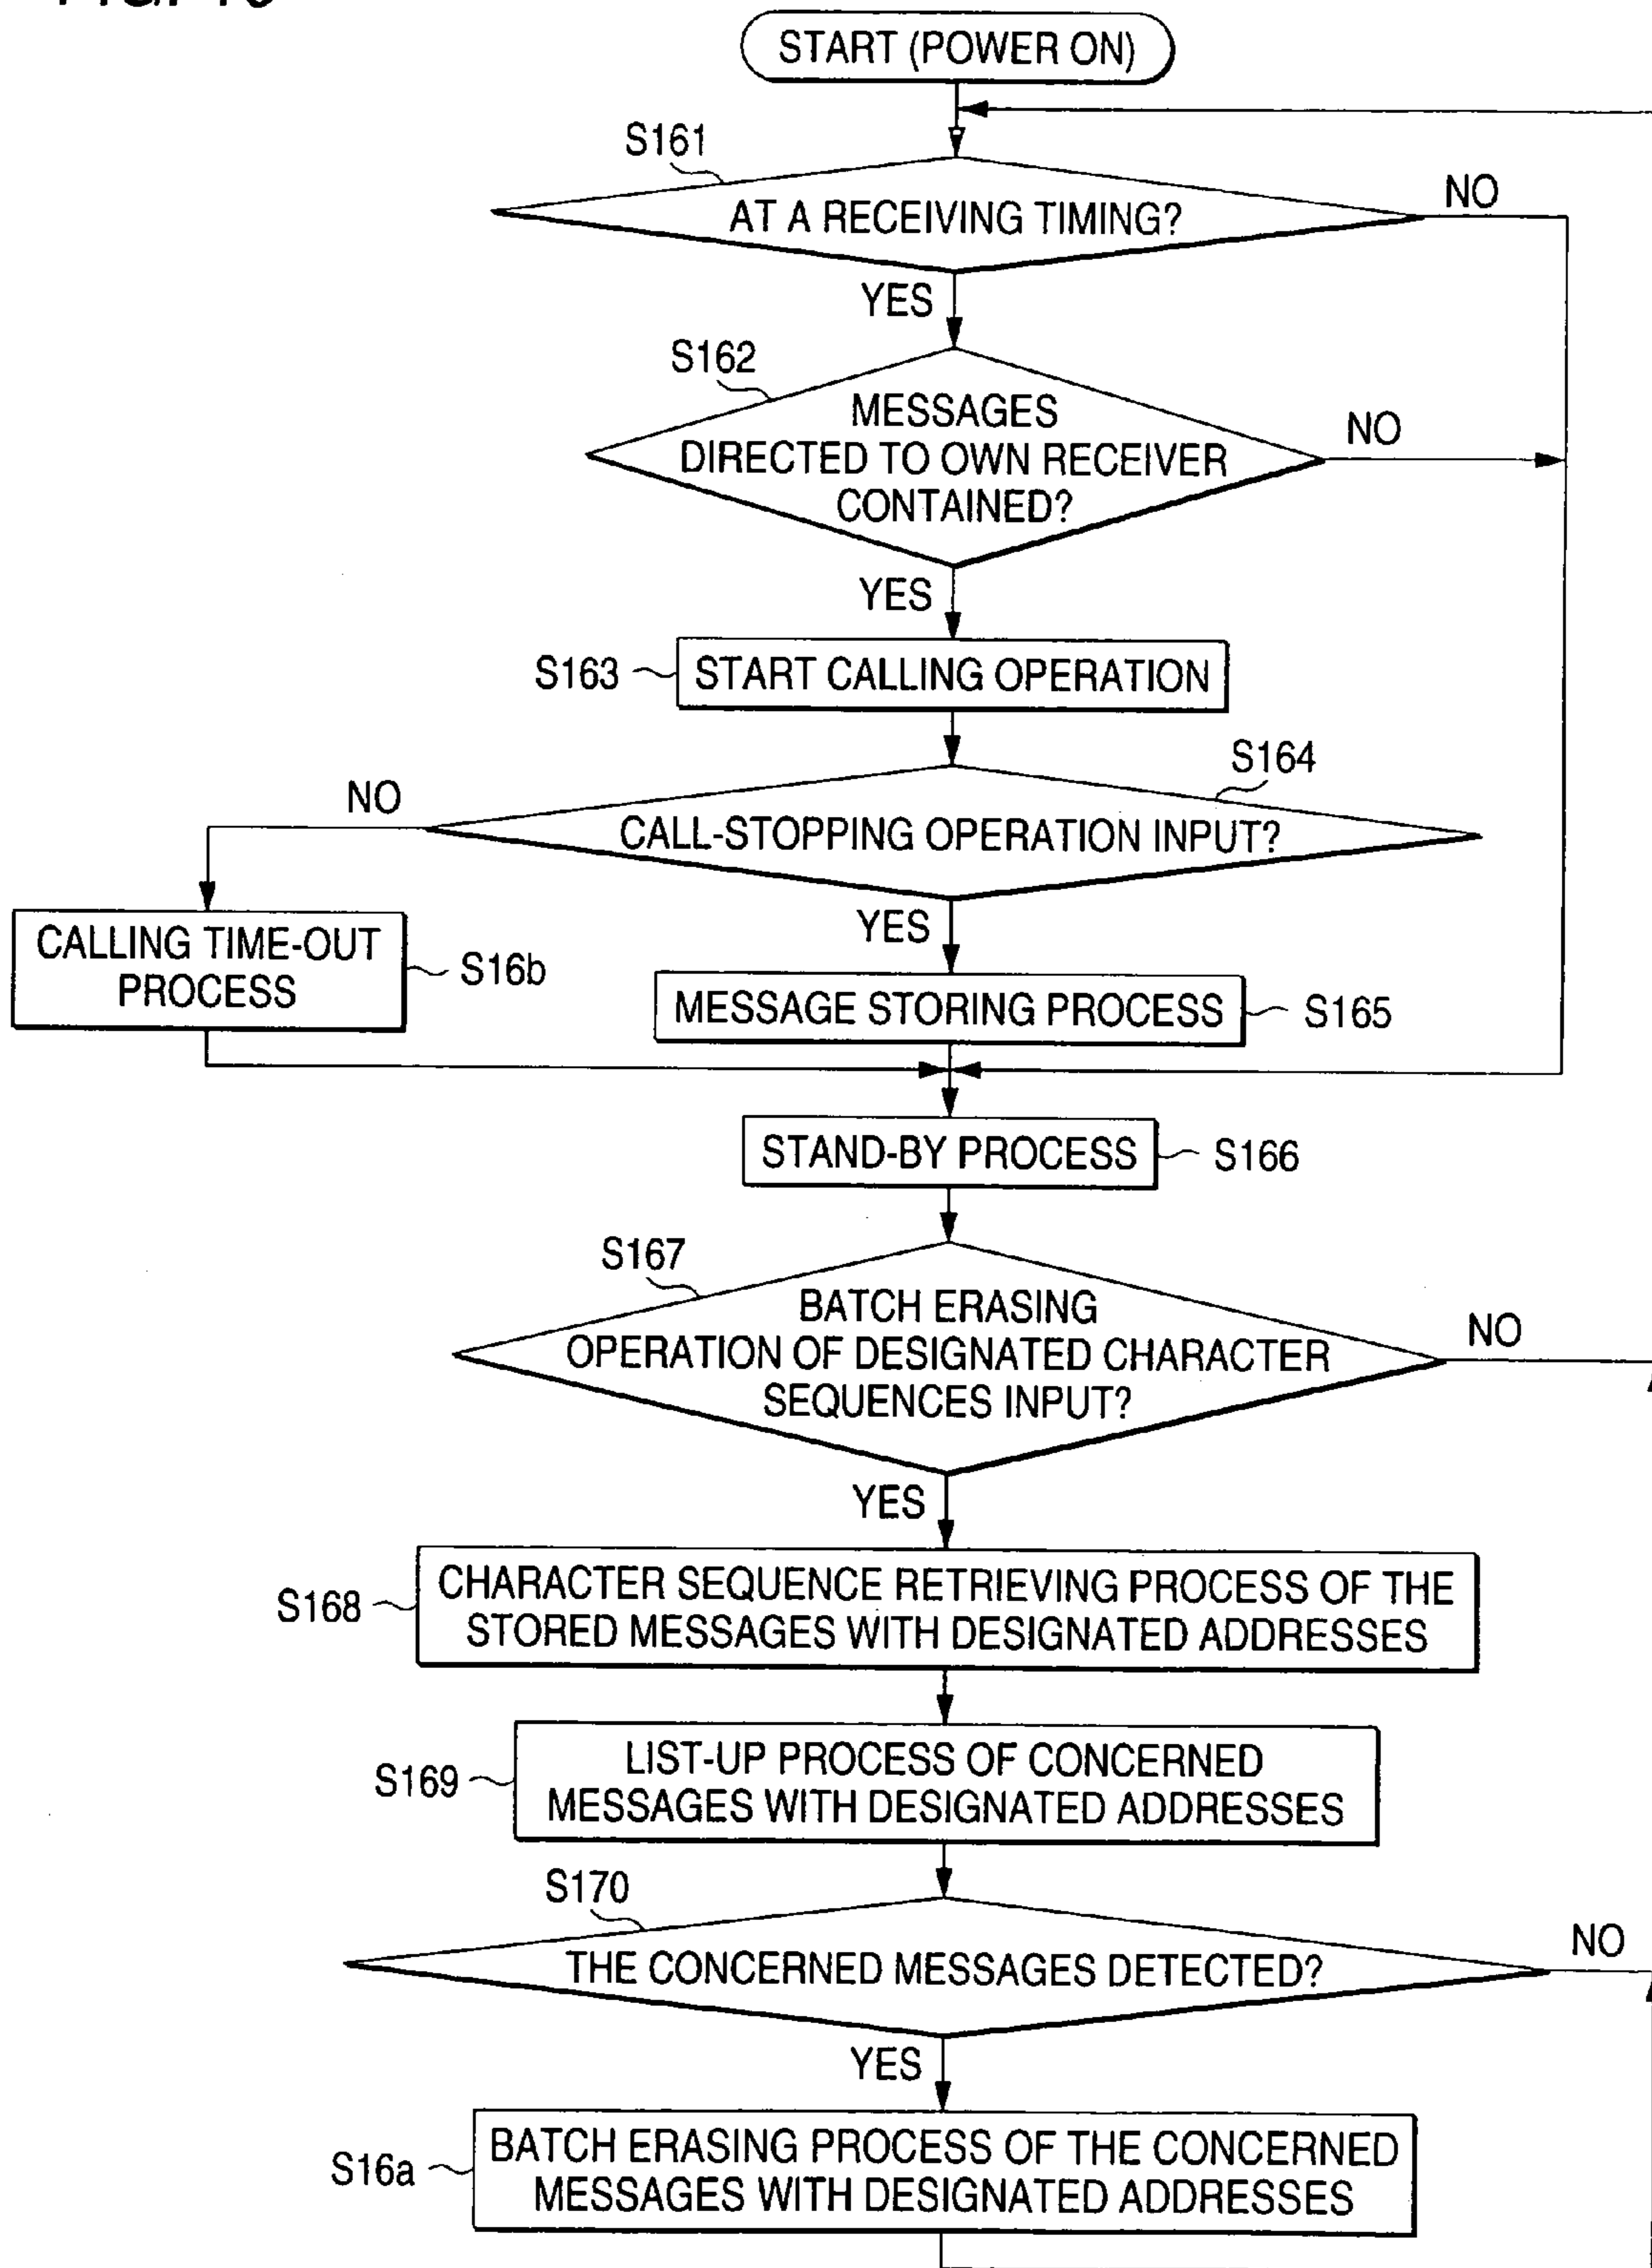 START (POWER ON)
S161
AT A RECEIVING TIMING?
NO
YES
S162
MESSAGES
DIRECTED TO OWN RECEIVER
CONTAINED?
NO
YES
S163
START CALLING OPERATION
S164
NO
CALL-STOPPING OPERATION INPUT?
YES
CALLING TIME-OUT
PROCESS
S16b
MESSAGE STORING PROCESS
S165
STAND-BY PROCESS
S166
S167
BATCH ERASING
OPERATION OF DESIGNATED CHARACTER
SEQUENCES INPUT?
NO
YES
S168
CHARACTER SEQUENCE RETRIEVING PROCESS OF THE
STORED MESSAGES WITH DESIGNATED ADDRESSES
S169
LIST-UP PROCESS OF CONCERNED
MESSAGES WITH DESIGNATED ADDRESSES
S170
THE CONCERNED MESSAGES DETECTED?
NO
YES
S16a
BATCH ERASING PROCESS OF THE CONCERNED
MESSAGES WITH DESIGNATED ADDRESSES